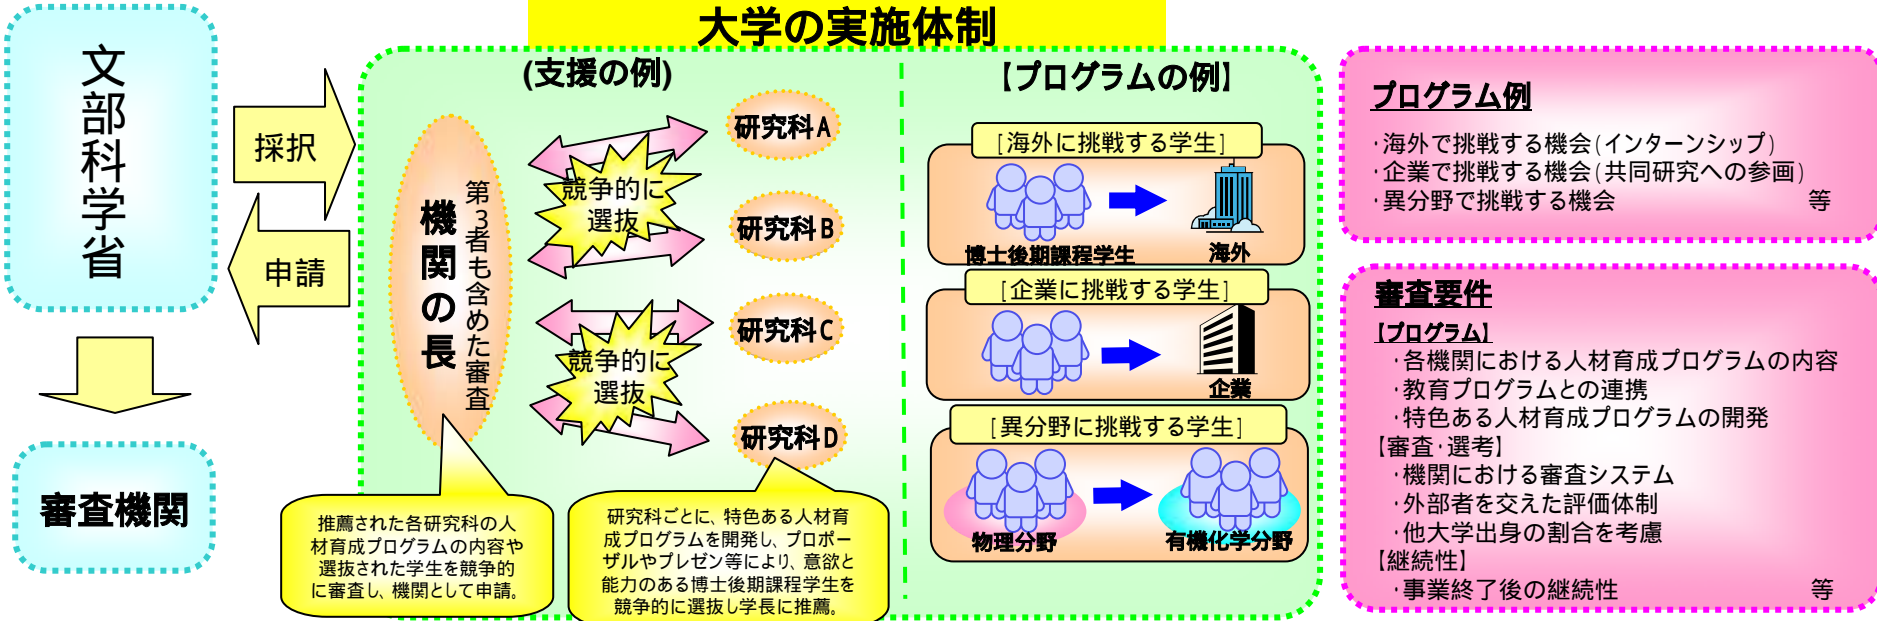 大学の実施体制
文部科学省
採択
申請
審査機関
(支援の例)
機関の長
第3者も含めた審査
競争的に
選抜
競争的に
選抜
研究科A
研究科B
研究科C
研究科D
推薦された各研究科の人
材育成プログラムの内容や
選抜された学生を競争的
に審査し、機関として申請。
研究科ごとに、特色ある人材育
成プログラムを開発し、プロポー
ザルやプレゼン等により、意欲と
能力のある博士後期課程学生を
競争的に選抜し学長に推薦。
【プログラムの例】
[海外に挑戦する学生]
博士後期課程学生
海外
[企業に挑戦する学生]
企業
[異分野に挑戦する学生]
物理分野
有機化学分野
プログラム例
・海外で挑戦する機会(インターンシップ)
・企業で挑戦する機会(共同研究への参画)
・異分野で挑戦する機会 等
審査要件
【プログラム】
・各機関における人材育成プログラムの内容
・教育プログラムとの連携
・特色ある人材育成プログラムの開発
【審査・選考】
・機関における審査システム
・外部者を交えた評価体制
・他大学出身の割合を考慮
【継続性】
・事業終了後の継続性 等